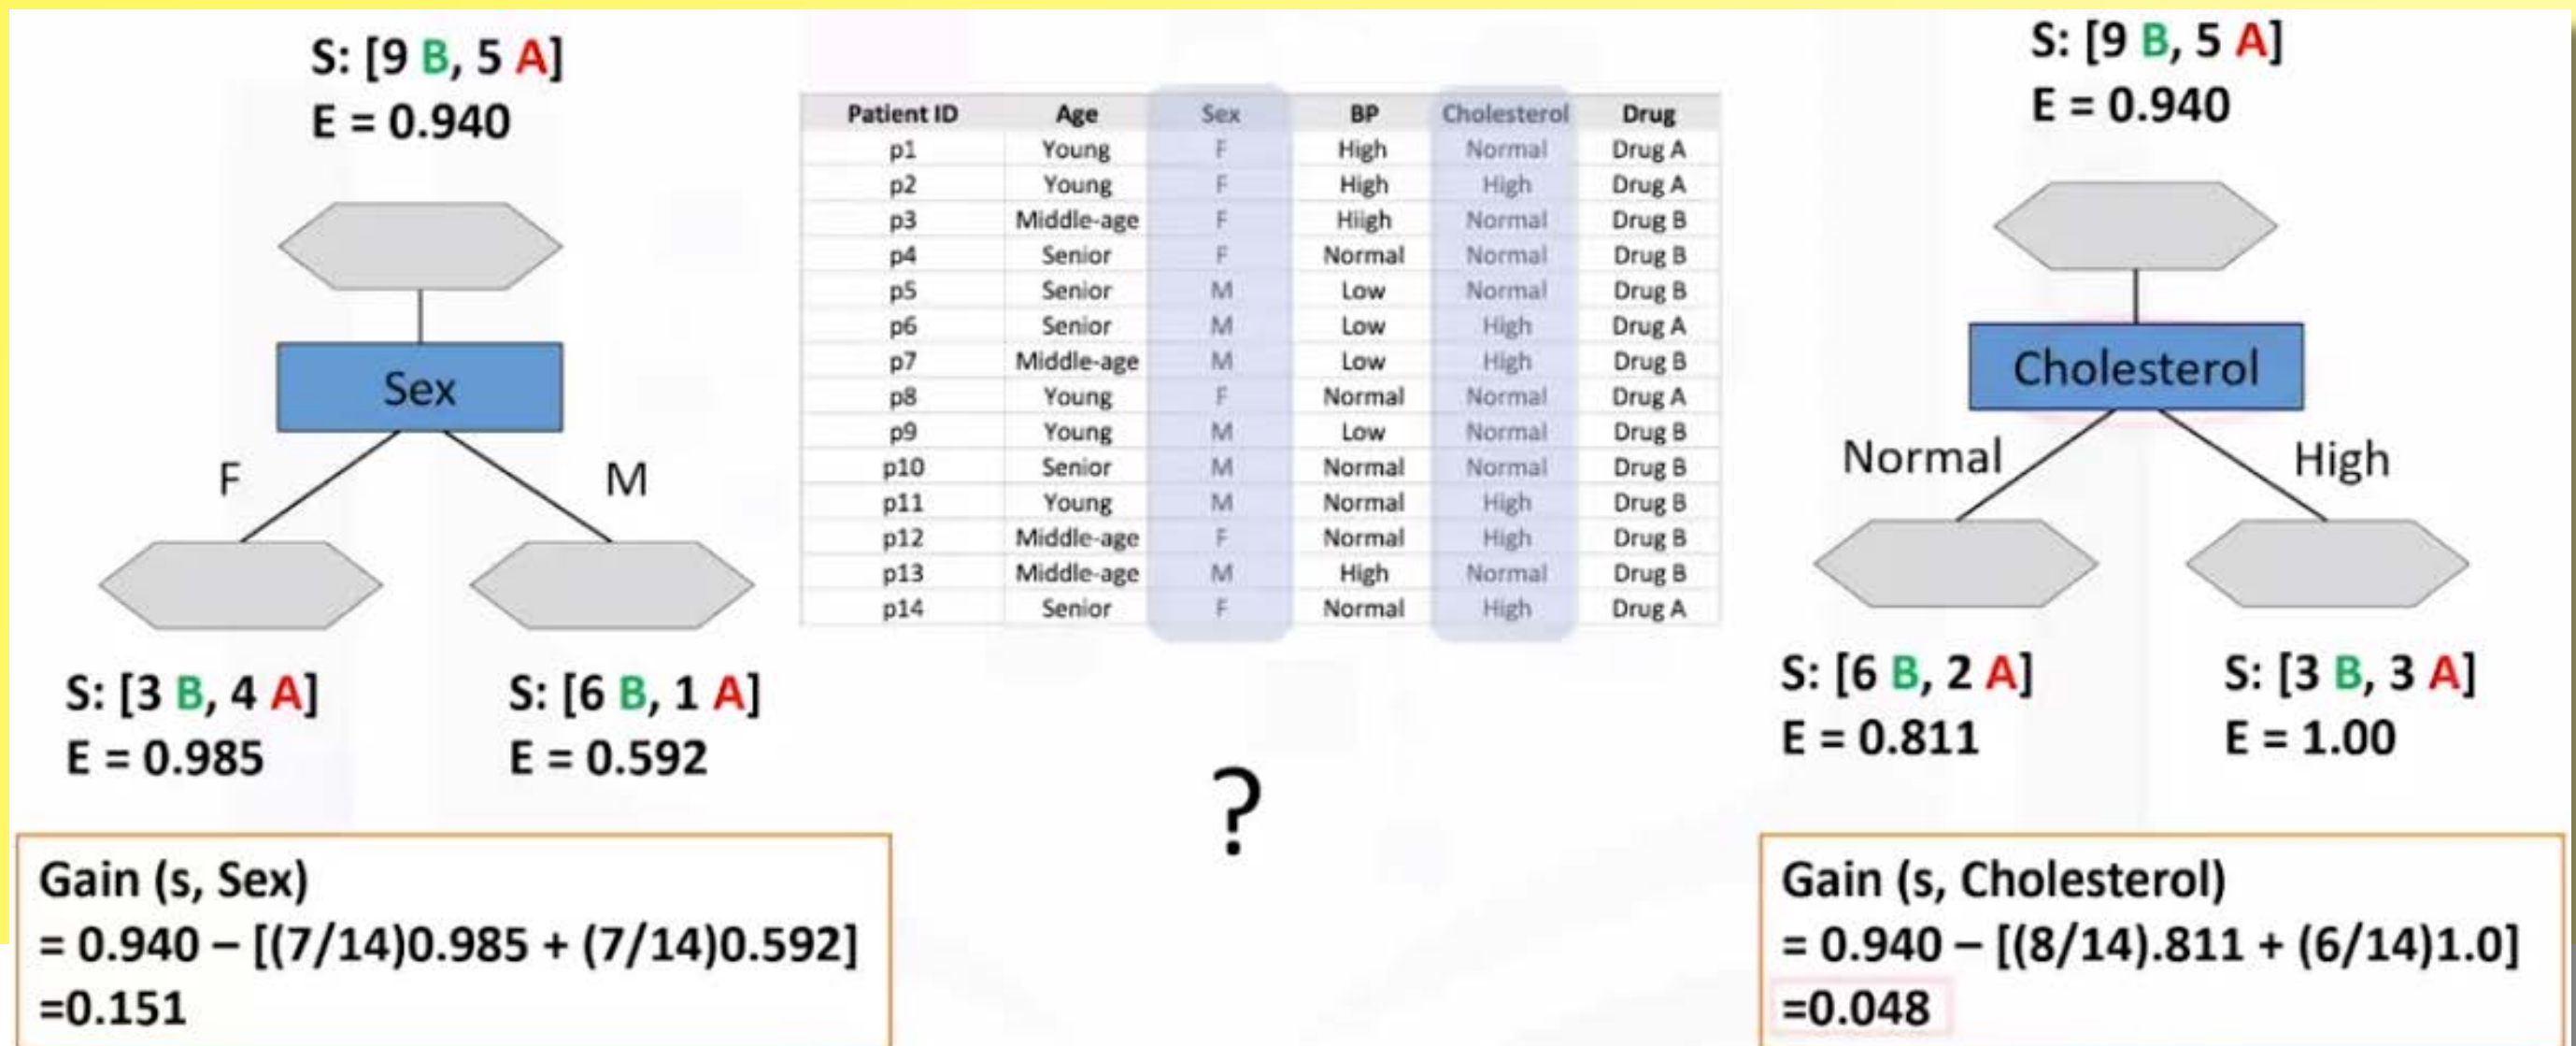 S: [9 B, 5 A]
E = 0.940
Sex
F
M
S: [3 B, 4 A]
E = 0.985
S: [6 B, 1 A]
E = 0.592
Gain (s, Sex)
= 0.940 – [(7/14)0.985 + (7/14)0.592]
=0.151
Patient ID Age Sex BP Cholesterol Drug
p1 Young F High Normal Drug A
p2 Young F High High Drug A
p3 Middle-age F Hiigh Normal Drug B
p4 Senior F Normal Normal Drug B
p5 Senior M Low Normal Drug B
p6 Senior M Low High Drug A
p7 Middle-age M Low High Drug B
p8 Young F Normal Normal Drug A
p9 Young M Low Normal Drug B
p10 Senior M Normal Normal Drug B
p11 Young M Normal High Drug B
p12 Middle-age F Normal High Drug B
p13 Middle-age M High Normal Drug B
p14 Senior F Normal High Drug A
?
S: [9 B, 5 A]
E = 0.940
Cholesterol
Normal
High
S: [6 B, 2 A]
E = 0.811
S: [3 B, 3 A]
E = 1.00
Gain (s, Cholesterol)
= 0.940 – [(8/14).811 + (6/14)1.0]
=0.048